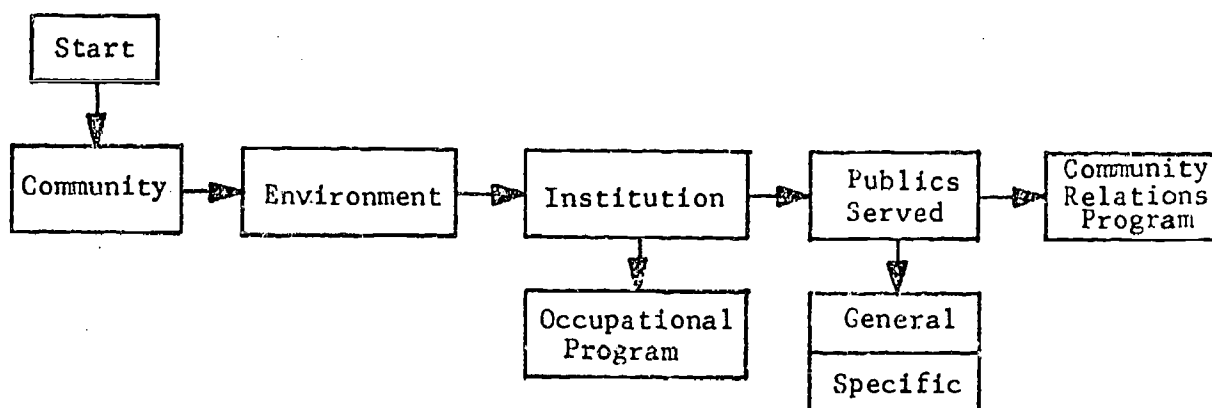 Start
Community
Environment
Institution
Publics
Served
Community
Relations
Program
Occupational
Program
General
Specific